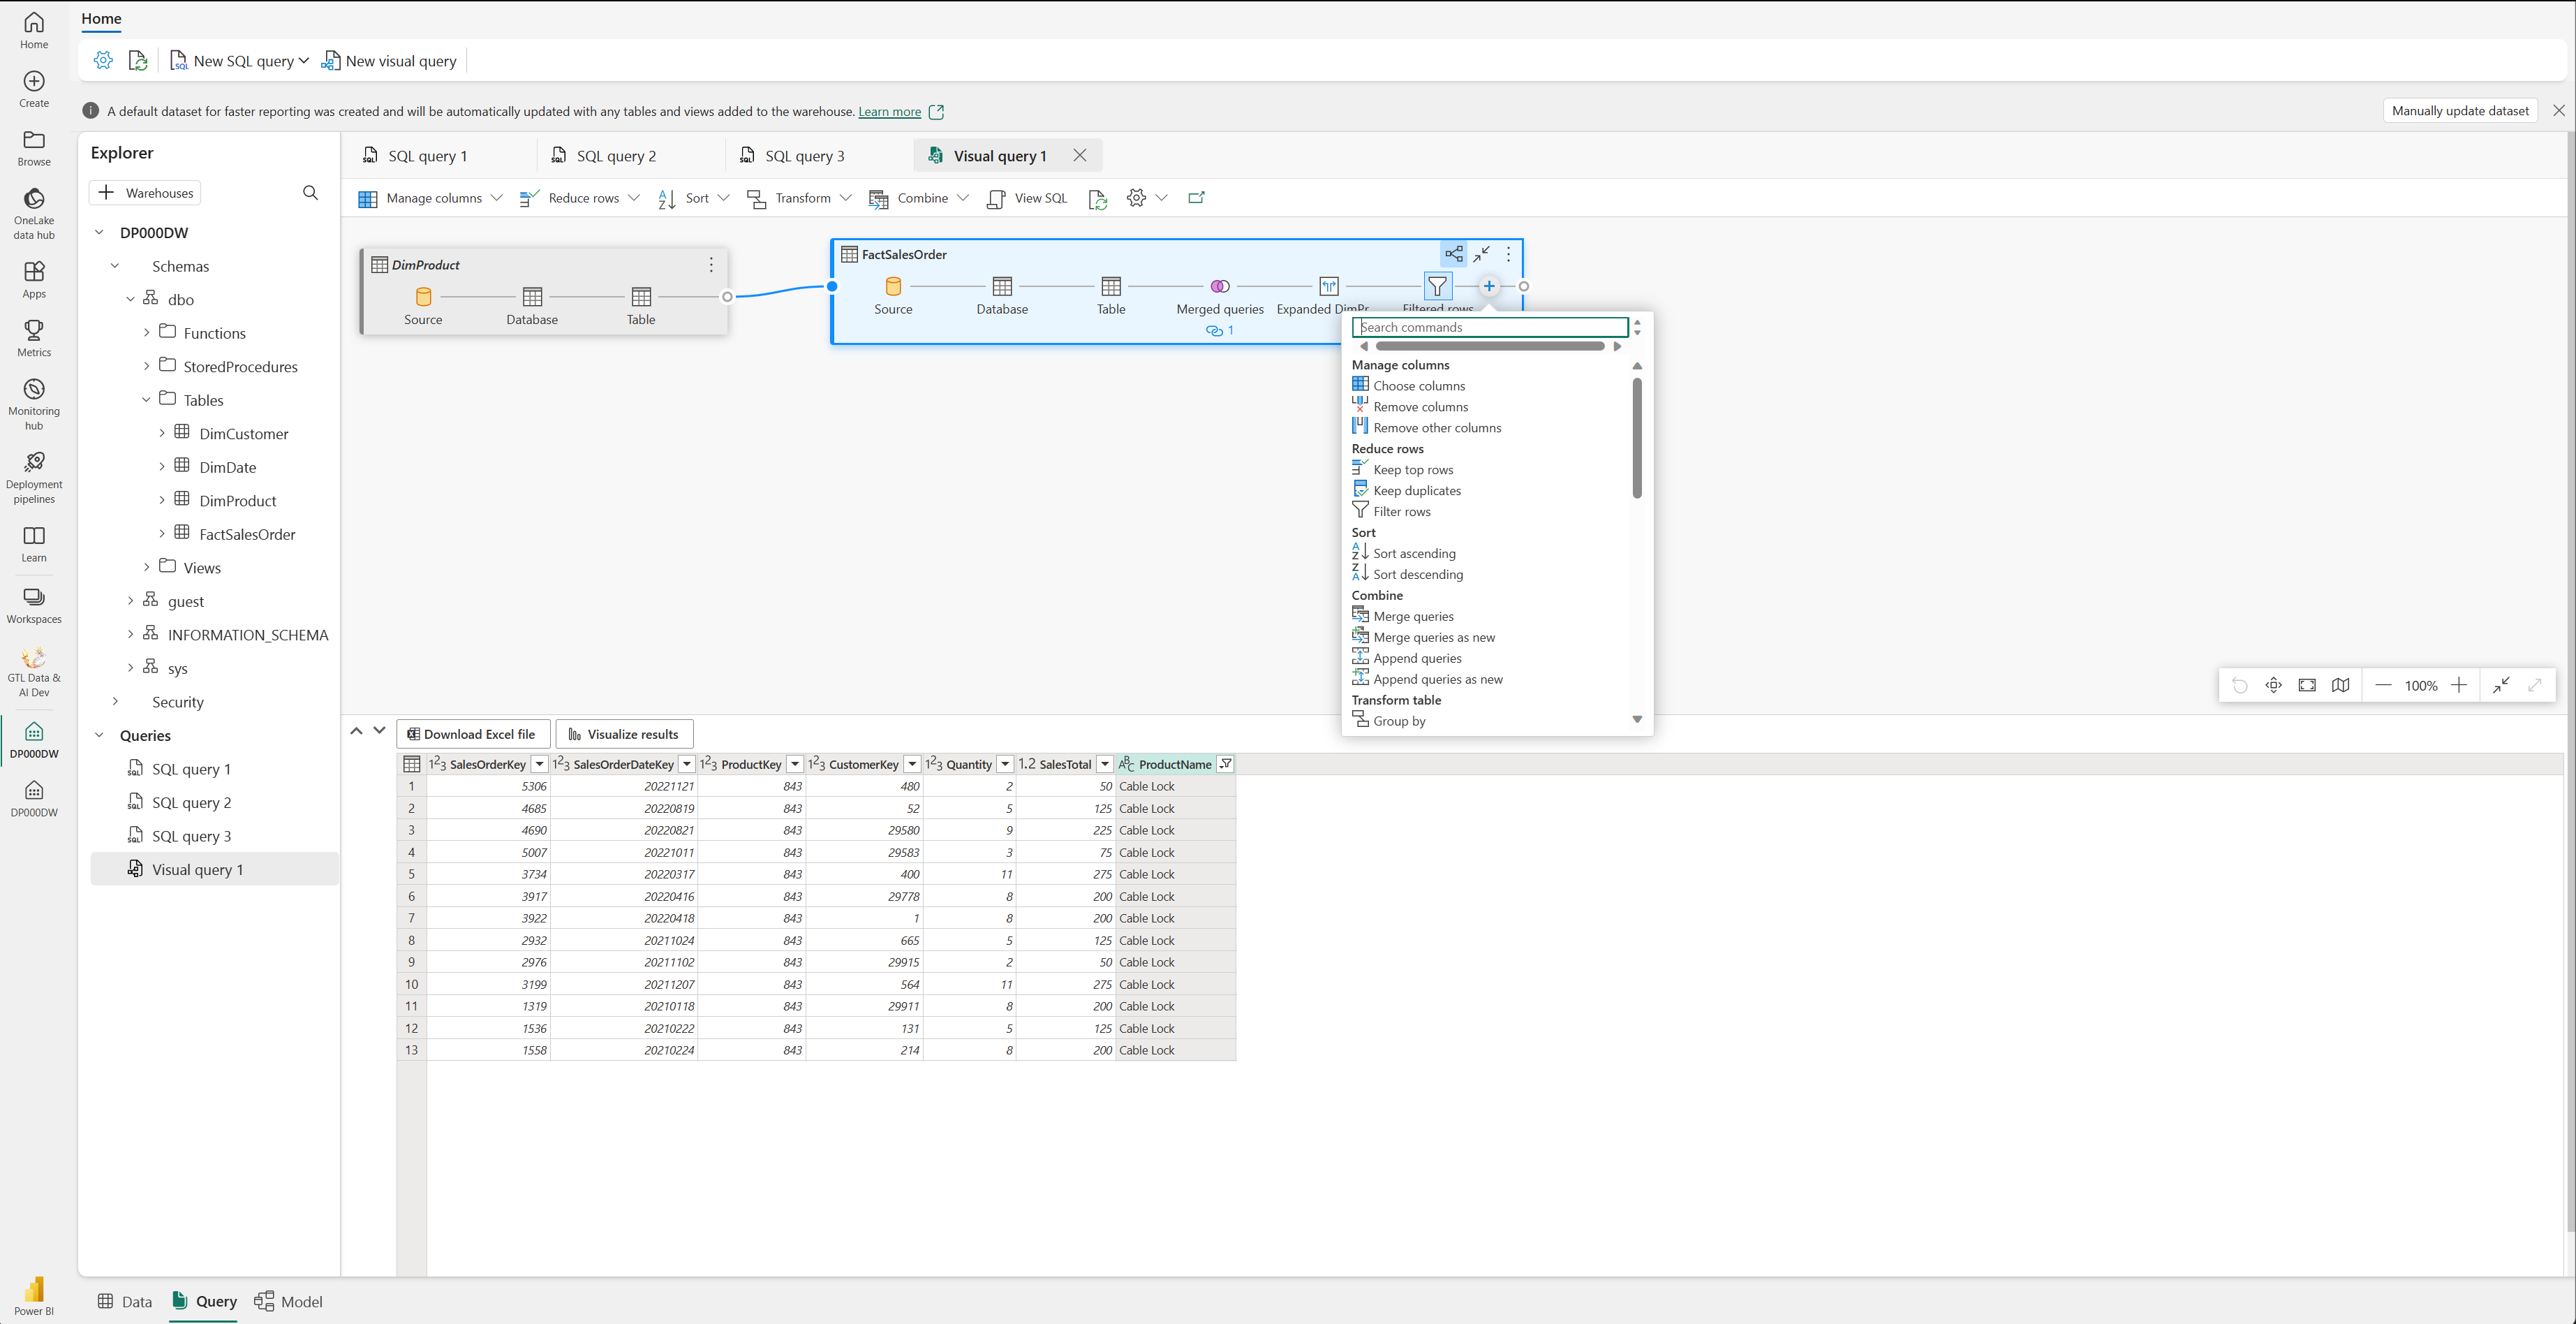 Home
Home
New SQL query
New visual query
A default dataset for faster reporting was created and will be automatically updated with any tables and views added to the warehouse. Learn more
Manually update dataset
Create
Browse
OneLake
data hub
Apps
Metrics
Monitoring
hub
Deployment
pipelines
Learn
Workspaces
GTL Data &
AI Dev
DP000DW
DP000DW
Power BI
Explorer
Warehouses
DP000DW
Schemas
dbo
Functions
StoredProcedures
Tables
DimCustomer
DimDate
DimProduct
FactSalesOrder
Views
guest
INFORMATION_SCHEMA
sys
Security
Queries
SQL query 1
SQL query 2
SQL query 3
Visual query 1
SQL query 1
SQL query 2
SQL query 3
Visual query 1
Manage columns
Reduce rows
Sort
Transform
Combine
View SQL
DimProduct
Source
Database
Table
FactSalesOrder
Source
Database
Table
Merged queries
Expanded DimPr
Filtered rows
1
Search commands
Manage columns
Choose columns
Remove columns
Remove other columns
Reduce rows
Keep top rows
Keep duplicates
Filter rows
Sort
Sort ascending
Sort descending
Combine
Merge queries
Merge queries as new
Append queries
Append queries as new
Transform table
Group by
100%
Download Excel file
Visualize results
SalesOrderKey SalesOrderDateKey ProductKey CustomerKey Quantity 1.2 SalesTotal ProductName
1 5306 20221121 843 480 2 50 Cable Lock
2 4685 20220819 843 52 5 125 Cable Lock
3 4690 20220821 843 29580 9 225 Cable Lock
4 5007 20221011 843 29583 3 75 Cable Lock
5 3734 20220317 843 400 11 275 Cable Lock
6 3917 20220416 843 29778 8 200 Cable Lock
7 3922 20220418 843 1 8 200 Cable Lock
8 2932 20211024 843 665 5 125 Cable Lock
9 2976 20211102 843 29915 2 50 Cable Lock
10 3199 20211207 843 564 11 275 Cable Lock
11 1319 20210118 843 29911 8 200 Cable Lock
12 1536 20210222 843 131 5 125 Cable Lock
13 1558 20210224 843 214 8 200 Cable Lock
Data
Query
Model